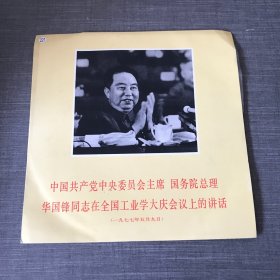 中国共产党中央委员会主席 国务院总理
华国锋同志在全国工业学大庆会议上的讲话
(一九七七年五月九日)